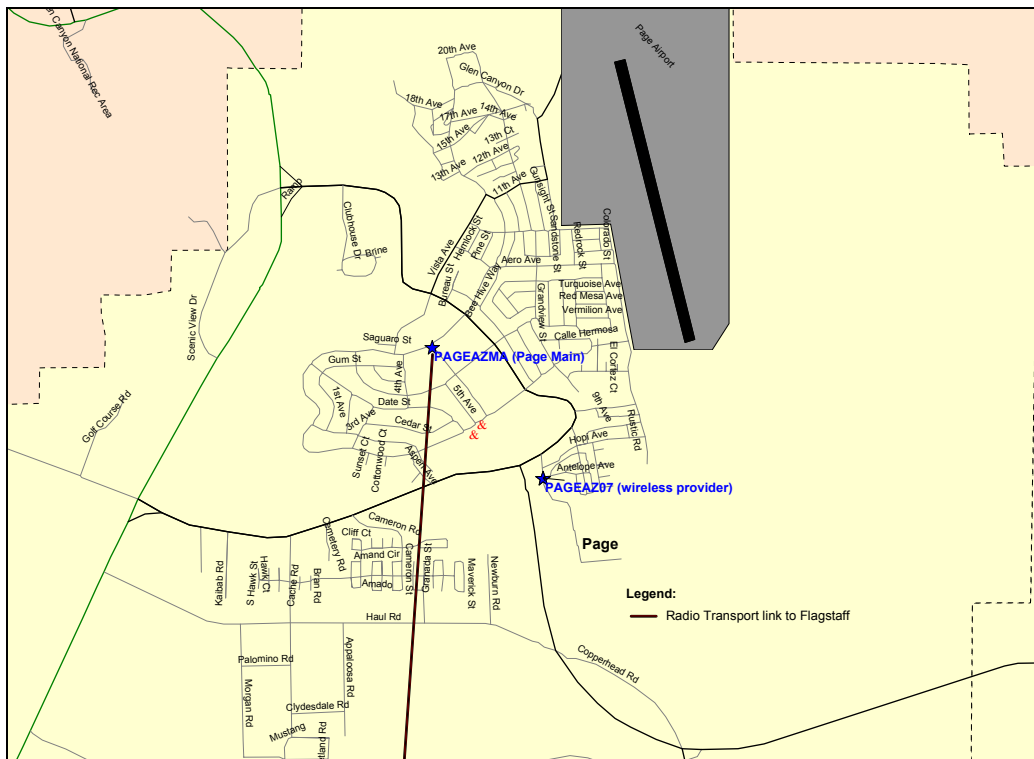 en Canyon National Rec Area
Page Airport
20th Ave
Glen Canyon Dr
18th Ave
17th Ave
14th Ave
15th Ave
13th Ct
12th Ave
13th Ave
11th Ave
Gunsight St
Sandstone St
Redrock St
Colorado St
Ramp
Clubhouse Dr
Brine
Vista Ave
Hemlock St
Pine St
Bureau St
Bee Hive Way
Aero Ave
Turquoise Ave
Red Mesa Ave
Vermilion Ave
Grandview St
Calle Hermosa
El Cortez Ct
Scenic View Dr
Saguaro St
PAGEAZMA (Page Main)
Gum St
4th Ave
5th Ave
1st Ave
Date St
3rd Ave
Cedar St
&
&
9th Ave
Rustic Rd
Hopi Ave
Golf Course Rd
Sunset Ct
Cottonwood Ct
Aspen Ave
Antelope Ave
PAGEAZ07 (wireless provider)
Page
Cameron Rd
Cliff Ct
Cemetery Rd
Amand Cir
Amado
Cameron St
Granada St
Kaibab Rd
S Hawk St
Hawk Ct
Cache Rd
Bran Rd
Maverick St
Newburn Rd
Legend:
Radio Transport link to Flagstaff
Haul Rd
Copperhead Rd
Palomino Rd
Appaloosa Rd
Morgan Rd
Clydesdale Rd
Mustang
tland Rd